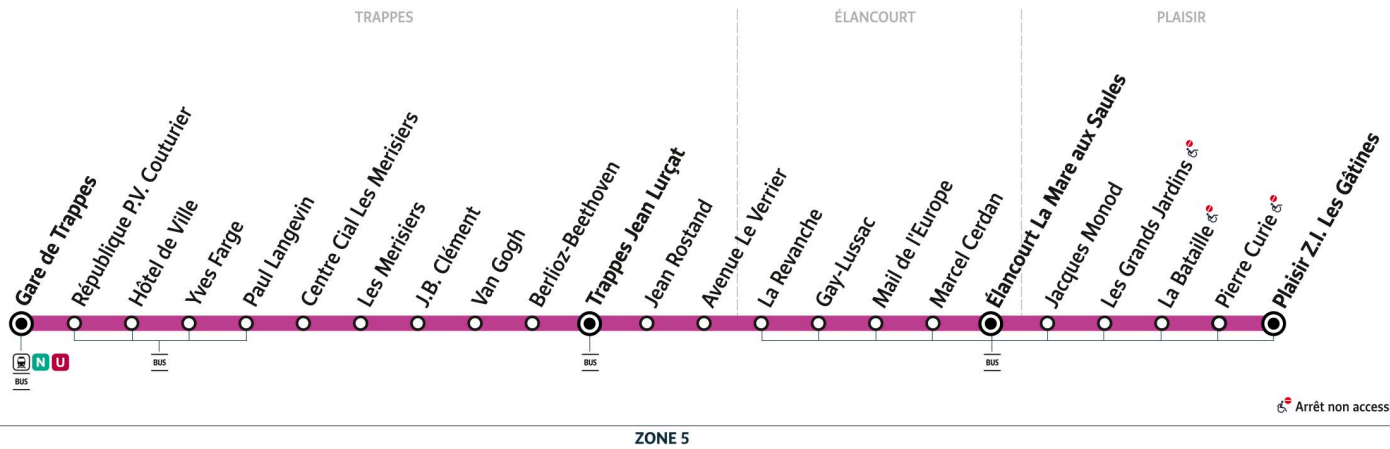 TRAPPES
ÉLANCOURT
PLAISIR
Gare de Trappes
République P.V. Couturier
Hôtel de Ville
Yves Farge
Paul Langevin
Centre Cial Les Merisiers
Les Merisiers
J.B. Clément
Van Gogh
Berlioz-Beethoven
Trappes Jean Lurçat
Jean Rostand
Avenue Le Verrier
La Revanche
Gay-Lussac
Mail de l'Europe
Marcel Cerdan
Élancourt La Mare aux Saules
Jacques Monod
Les Grands Jardins
La Bataille
Pierre Curie
Plaisir Z.I. Les Gâtines
N U
BUS
BUS
BUS
BUS
Arrêt non access
ZONE 5